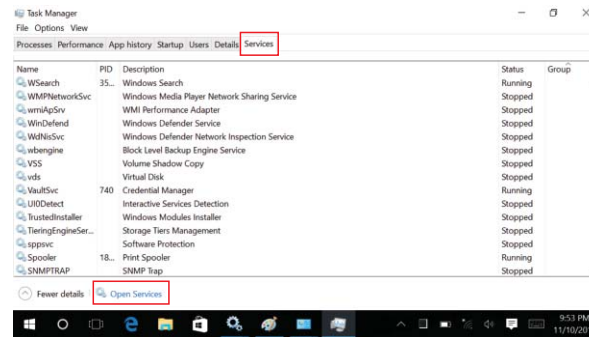 Task Manager
File Options View
Processes Performance App history Startup Users Details Services
Name PID Description Status Group
WSearch 35... Windows Search Running
WMPNetworkSvc Windows Media Player Network Sharing Service Stopped
wmiApSrv WMI Performance Adapter Stopped
WinDefend Windows Defender Service Stopped
WdNisSvc Windows Defender Network Inspection Service Stopped
wbengine Block Level Backup Engine Service Stopped
VSS Volume Shadow Copy Stopped
vds Virtual Disk Stopped
VaultSvc 740 Credential Manager Running
UI0Detect Interactive Services Detection Stopped
TrustedInstaller Windows Modules Installer Stopped
TieringEngineSer... Storage Tiers Management Stopped
sppsvc Software Protection Stopped
Spooler 18... Print Spooler Running
SNMPTRAP SNMP Trap Stopped
Fewer details Open Services
9:53 PM
11/10/20